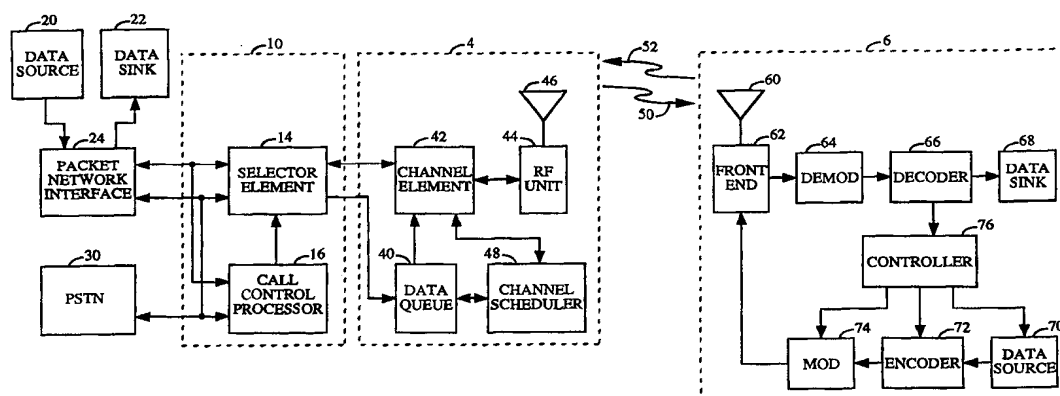 20
DATA
SOURCE
22
DATA
SINK
24
PACKET
NETWORK
INTERFACE
30
PSTN
10
14
SELECTOR
ELEMENT
16
CALL
CONTROL
PROCESSOR
4
42
CHANNEL
ELEMENT
44
RF
UNIT
46
40
DATA
QUEUE
48
CHANNEL
SCHEDULER
52
50
6
60
62
FRONT
END
64
DEMOD
66
DECODER
68
DATA
SINK
76
CONTROLLER
74
MOD
72
ENCODER
70
DATA
SOURCE